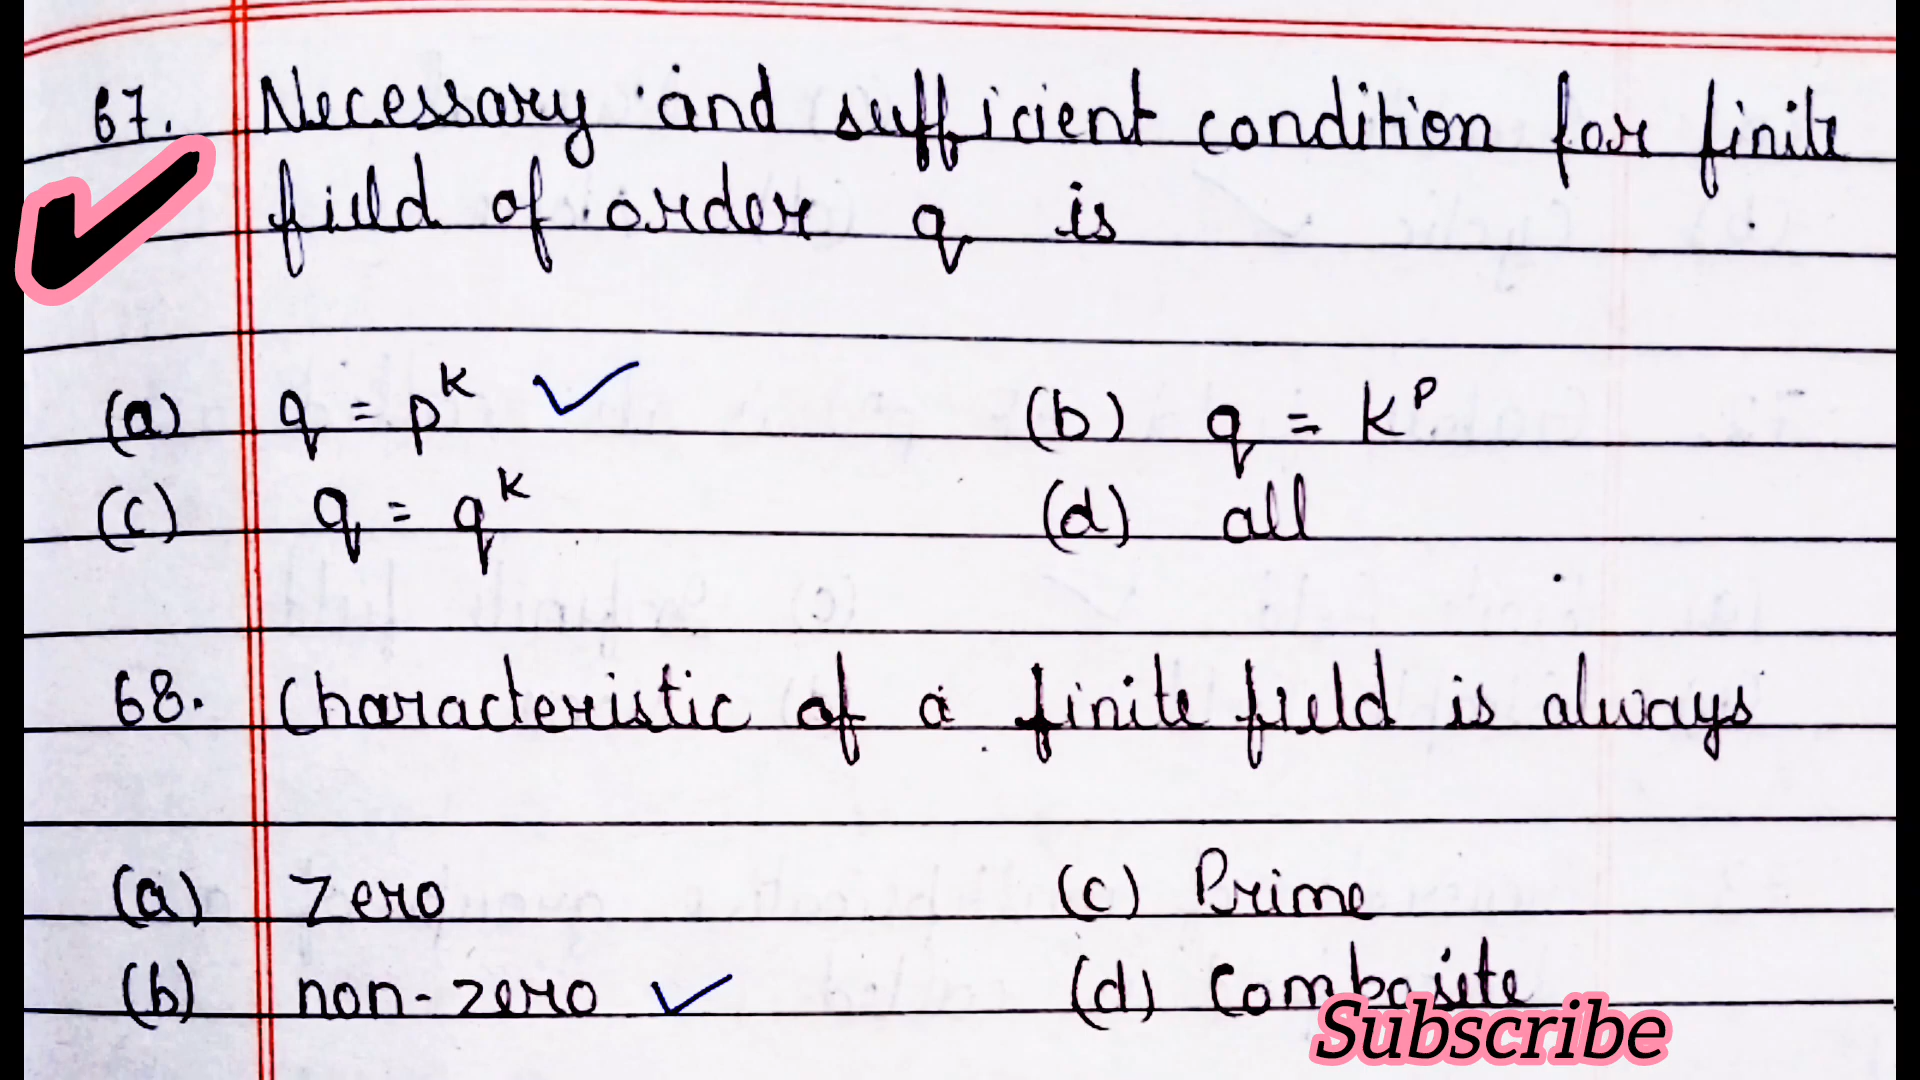 67. Necessary and sufficient condition for finite
field of order q is
(a) q = p^k ✓ (b) q = k^p
(c) q = q^k (d) all
68. Characteristic of a finite field is always
(a) Zero (c) Prime
(b) non-zero ✓ (d) Composite
Subscribe